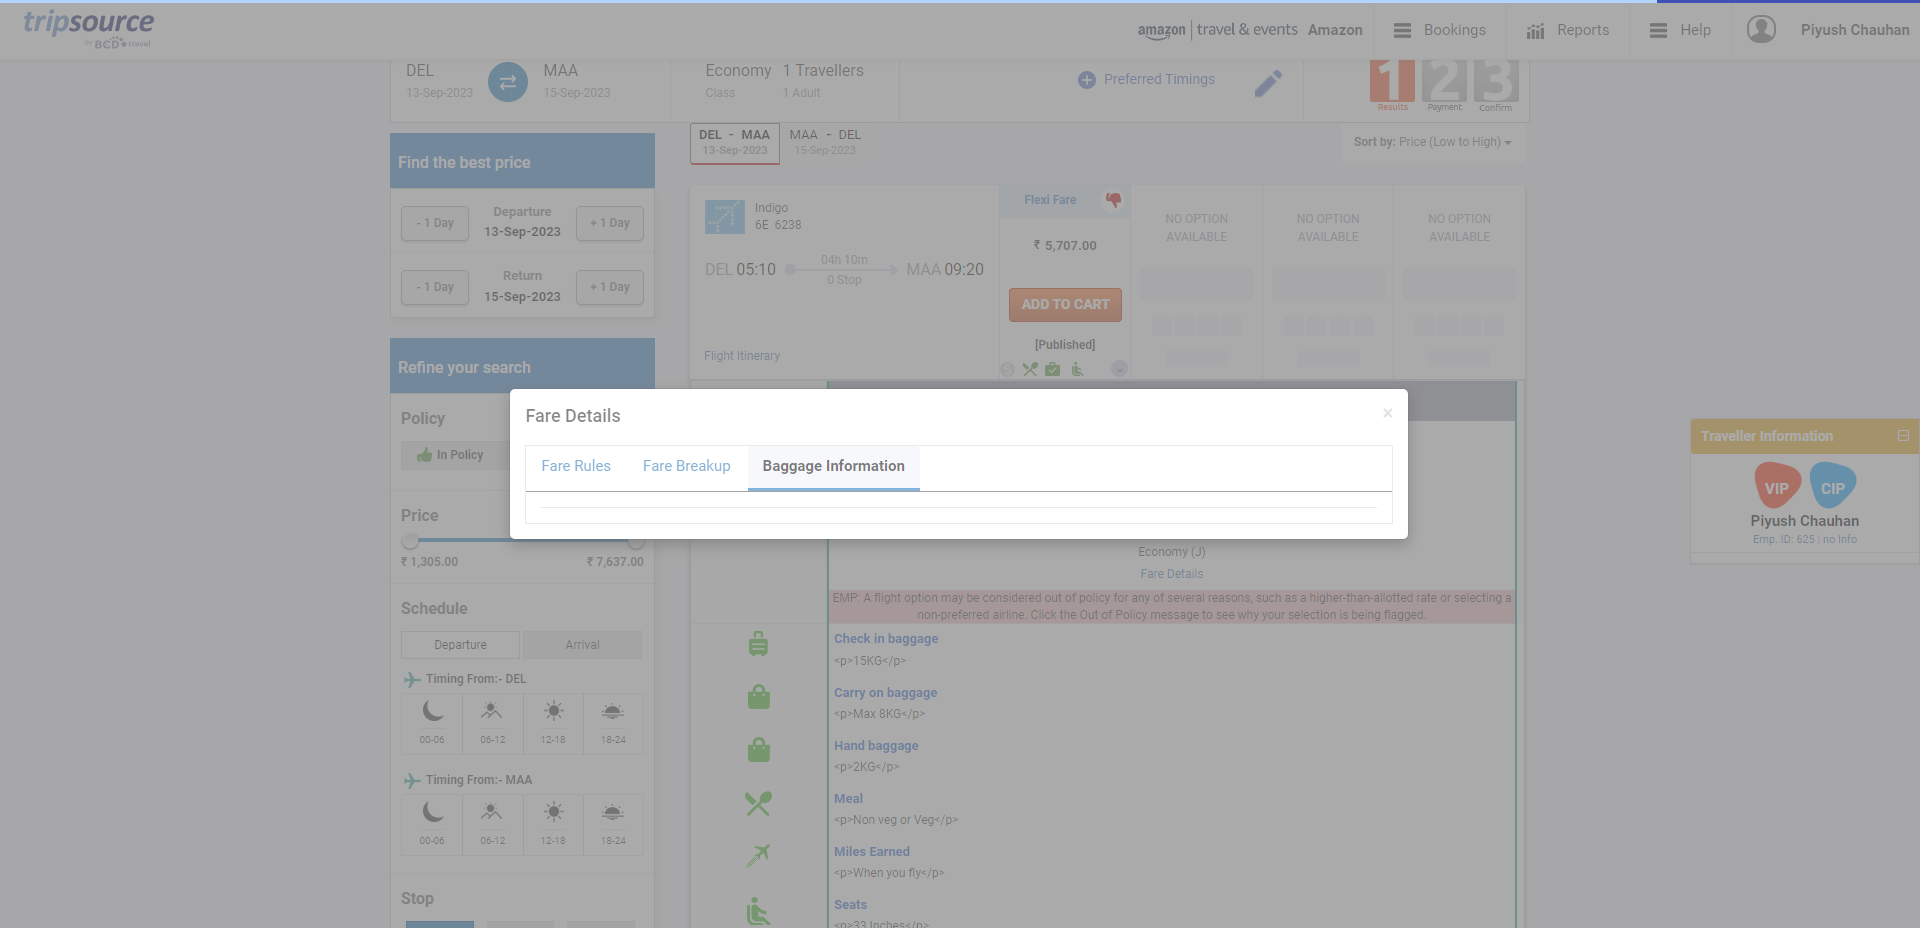 tripsource
by BCD travel
amazon travel & events Amazon
Bookings
Reports
Help
Piyush Chauhan
DEL
13-Sep-2023
MAA
15-Sep-2023
Economy
Class
1 Travellers
1 Adult
Preferred Timings
1 2 3
Results Payment Confirm
DEL - MAA
13-Sep-2023
MAA - DEL
15-Sep-2023
Sort by: Price (Low to High)
Find the best price
- 1 Day
Departure
13-Sep-2023
+ 1 Day
- 1 Day
Return
15-Sep-2023
+ 1 Day
Refine your search
Policy
In Policy
Price
₹ 1,305.00 ₹ 7,637.00
Schedule
Departure Arrival
Timing From:- DEL
00-06 06-12 12-18 18-24
Timing From:- MAA
00-06 06-12 12-18 18-24
Stop
Indigo
6E 6238
DEL 05:10
04h 10m
0 Stop
MAA 09:20
Flight Itinerary
Flexi Fare
₹ 5,707.00
ADD TO CART
[Published]
NO OPTION
AVAILABLE
NO OPTION
AVAILABLE
NO OPTION
AVAILABLE
Fare Details
×
Fare Rules Fare Breakup Baggage Information
Economy (J)
Fare Details
EMP: A flight option may be considered out of policy for any of several reasons, such as a higher-than-allotted rate or selecting a
non-preferred airline. Click the Out of Policy message to see why your selection is being flagged.
Check in baggage
<p>15KG</p>
Carry on baggage
<p>Max 8KG</p>
Hand baggage
<p>2KG</p>
Meal
<p>Non veg or Veg</p>
Miles Earned
<p>When you fly</p>
Seats
<p>33 Inches</p>
Traveller Information
VIP CIP
Piyush Chauhan
Emp. ID: 625 | no Info